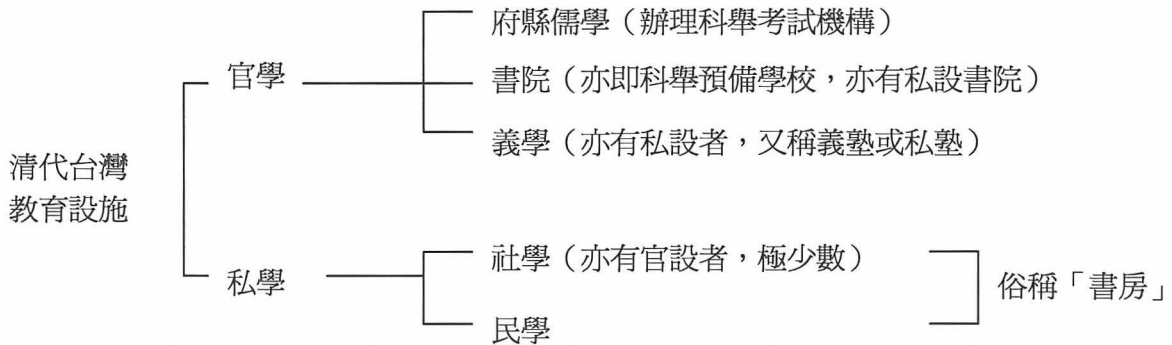 府縣儒學（辦理科舉考試機構）
官學
書院（亦即科舉預備學校，亦有私設書院）
義學（亦有私設者，又稱義塾或私塾）
清代台灣
教育設施
社學（亦有官設者，極少數）
私學
俗稱「書房」
民學